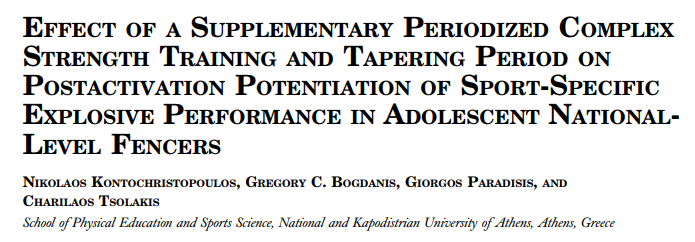 EFFECT OF A SUPPLEMENTARY PERIODIZED COMPLEX
STRENGTH TRAINING AND TAPERING PERIOD ON
POSTACTIVATION POTENTIATION OF SPORT-SPECIFIC
EXPLOSIVE PERFORMANCE IN ADOLESCENT NATIONAL-
LEVEL FENCERS
NIKOLAOS KONTOCHRISTOPOULOS, GREGORY C. BOGDANIS, GIORGOS PARADISIS, AND
CHARILAOS TSOLAKIS
School of Physical Education and Sports Science, National and Kapodistrian University of Athens, Athens, Greece